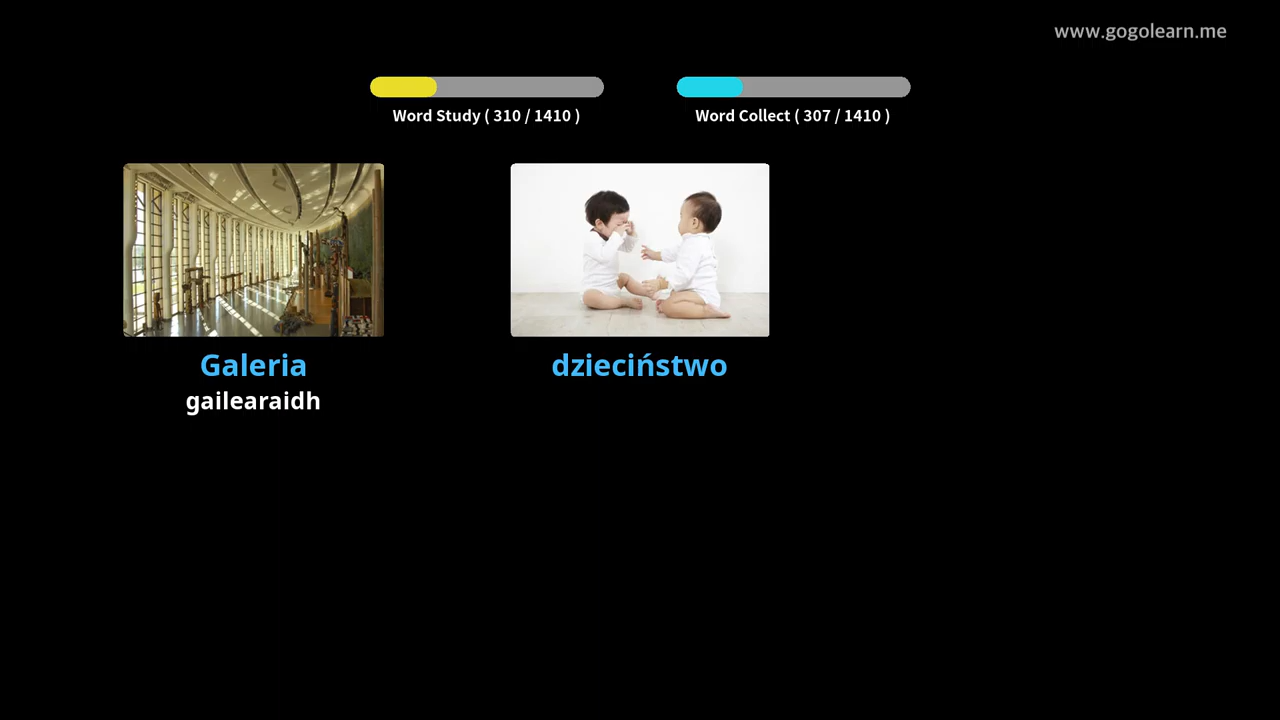 www.gogolearn.me
Word Study ( 310 / 1410 )
Word Collect ( 307 / 1410 )
Galeria
gailearaidh
dzieciństwo